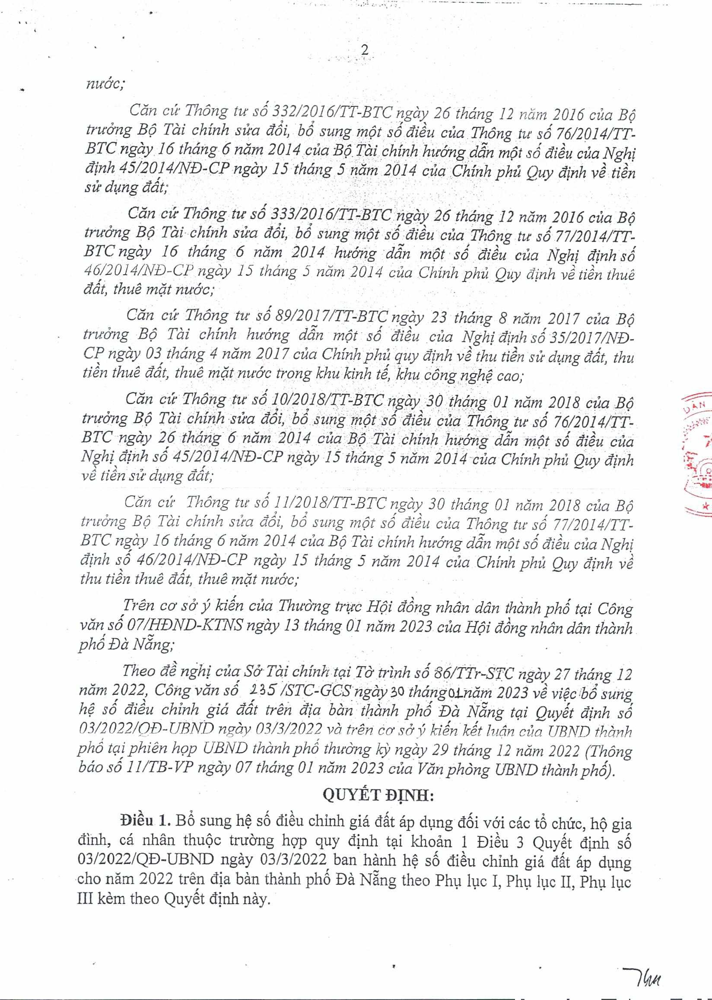 2
nước;
Căn cứ Thông tư số 332/2016/TT-BTC ngày 26 tháng 12 năm 2016 của Bộ
trưởng Bộ Tài chính sửa đổi, bổ sung một số điều của Thông tư số 76/2014/TT-
BTC ngày 16 tháng 6 năm 2014 của Bộ Tài chính hướng dẫn một số điều của Nghị
định 45/2014/NĐ-CP ngày 15 tháng 5 năm 2014 của Chính phủ Quy định về tiền
sử dụng đất;
Căn cứ Thông tư số 333/2016/TT-BTC ngày 26 tháng 12 năm 2016 của Bộ
trưởng Bộ Tài chính sửa đổi, bổ sung một số điều của Thông tư số 77/2014/TT-
BTC ngày 16 tháng 6 năm 2014 hướng dẫn một số điều của Nghị định số
46/2014/NĐ-CP ngày 15 tháng 5 năm 2014 của Chính phủ Quy định về tiền thuê
đất, thuê mặt nước;
Căn cứ Thông tư số 89/2017/TT-BTC ngày 23 tháng 8 năm 2017 của Bộ
trưởng Bộ Tài chính hướng dẫn một số điều của Nghị định số 35/2017/NĐ-
CP ngày 03 tháng 4 năm 2017 của Chính phủ quy định về thu tiền sử dụng đất, thu
tiền thuê đất, thuê mặt nước trong khu kinh tế, khu công nghệ cao;
Căn cứ Thông tư số 10/2018/TT-BTC ngày 30 tháng 01 năm 2018 của Bộ
trưởng Bộ Tài chính sửa đổi, bổ sung một số điều của Thông tư số 76/2014/TT-
BTC ngày 26 tháng 6 năm 2014 của Bộ Tài chính hướng dẫn một số điều của
Nghị định số 45/2014/NĐ-CP ngày 15 tháng 5 năm 2014 của Chính phủ Quy định
về tiền sử dụng đất;
Căn cứ Thông tư số 11/2018/TT-BTC ngày 30 tháng 01 năm 2018 của Bộ
trưởng Bộ Tài chính sửa đổi, bổ sung một số điều của Thông tư số 77/2014/TT-
BTC ngày 16 tháng 6 năm 2014 của Bộ Tài chính hướng dẫn một số điều của Nghị
định số 46/2014/NĐ-CP ngày 15 tháng 5 năm 2014 của Chính phủ Quy định về
thu tiền thuê đất, thuê mặt nước;
Trên cơ sở ý kiến của Thường trực Hội đồng nhân dân thành phố tại Công
văn số 07/HĐND-KTNS ngày 13 tháng 01 năm 2023 của Hội đồng nhân dân thành
phố Đà Nẵng;
Theo đề nghị của Sở Tài chính tại Tờ trình số 86/TTr-STC ngày 27 tháng 12
năm 2022, Công văn số 235 /STC-GCS ngày 30 tháng 01 năm 2023 về việc bổ sung
hệ số điều chỉnh giá đất trên địa bàn thành phố Đà Nẵng tại Quyết định số
03/2022/QĐ-UBND ngày 03/3/2022 và trên cơ sở ý kiến kết luận của UBND thành
phố tại phiên họp UBND thành phố thường kỳ ngày 29 tháng 12 năm 2022 (Thông
báo số 11/TB-VP ngày 07 tháng 01 năm 2023 của Văn phòng UBND thành phố).
QUYẾT ĐỊNH:
Điều 1. Bổ sung hệ số điều chỉnh giá đất áp dụng đối với các tổ chức, hộ gia
đình, cá nhân thuộc trường hợp quy định tại khoản 1 Điều 3 Quyết định số
03/2022/QĐ-UBND ngày 03/3/2022 ban hành hệ số điều chỉnh giá đất áp dụng
cho năm 2022 trên địa bàn thành phố Đà Nẵng theo Phụ lục I, Phụ lục II, Phụ lục
III kèm theo Quyết định này.